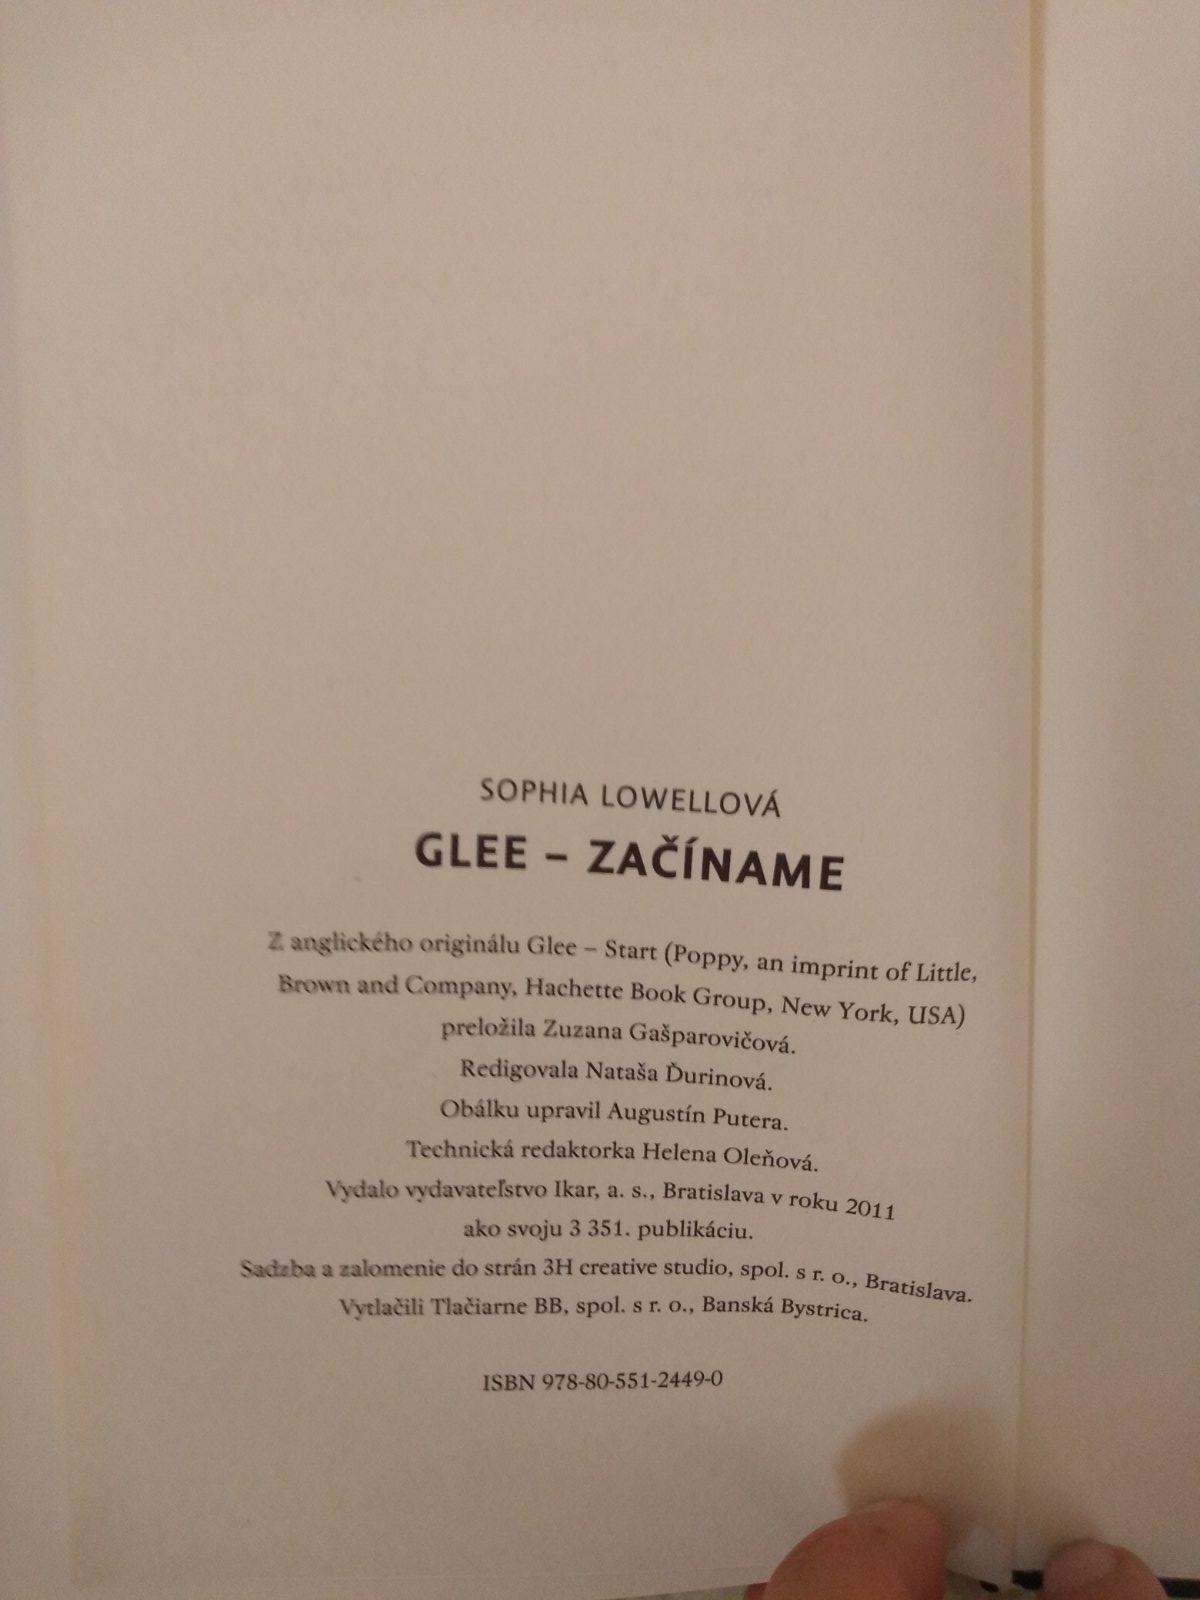 SOPHIA LOWELLOVÁ
GLEE – ZAČÍNAME
Z anglického originálu Glee – Start (Poppy, an imprint of Little,
Brown and Company, Hachette Book Group, New York, USA)
preložila Zuzana Gašparovičová.
Redigovala Nataša Ďurinová.
Obálku upravil Augustín Putera.
Technická redaktorka Helena Oleňová.
Vydalo vydavateľstvo Ikar, a. s., Bratislava v roku 2011
ako svoju 3 351. publikáciu.
Sadzba a zalomenie do strán 3H creative studio, spol. s r. o., Bratislava.
Vytlačili Tlačiarne BB, spol. s r. o., Banská Bystrica.
ISBN 978-80-551-2449-0